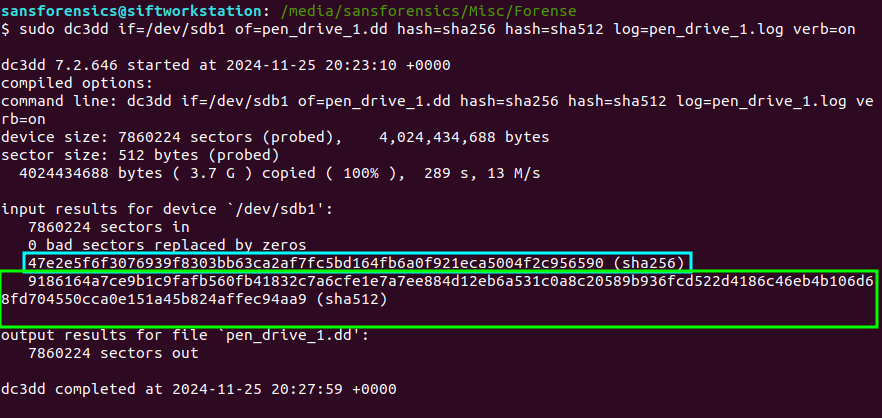 sansforensics@siftworkstation: /media/sansforensics/Misc/Forense
$ sudo dc3dd if=/dev/sdb1 of=pen_drive_1.dd hash=sha256 hash=sha512 log=pen_drive_1.log verb=on
dc3dd 7.2.646 started at 2024-11-25 20:23:10 +0000
compiled options:
command line: dc3dd if=/dev/sdb1 of=pen_drive_1.dd hash=sha256 hash=sha512 log=pen_drive_1.log ve
rb=on
device size: 7860224 sectors (probed),    4,024,434,688 bytes
sector size: 512 bytes (probed)
  4024434688 bytes ( 3.7 G ) copied ( 100% ),  289 s, 13 M/s
input results for device `/dev/sdb1':
   7860224 sectors in
   0 bad sectors replaced by zeros
   47e2e5f6f3076939f8303bb63ca2af7fc5bd164fb6a0f921eca5004f2c956590 (sha256)
   9186164a7ce9b1c9fafb560fb41832c7a6cfe1e7a7ee884d12eb6a531c0a8c20589b936fcd522d4186c46eb4b106d6
8fd704550cca0e151a45b824affec94aa9 (sha512)
output results for file `pen_drive_1.dd':
   7860224 sectors out
dc3dd completed at 2024-11-25 20:27:59 +0000